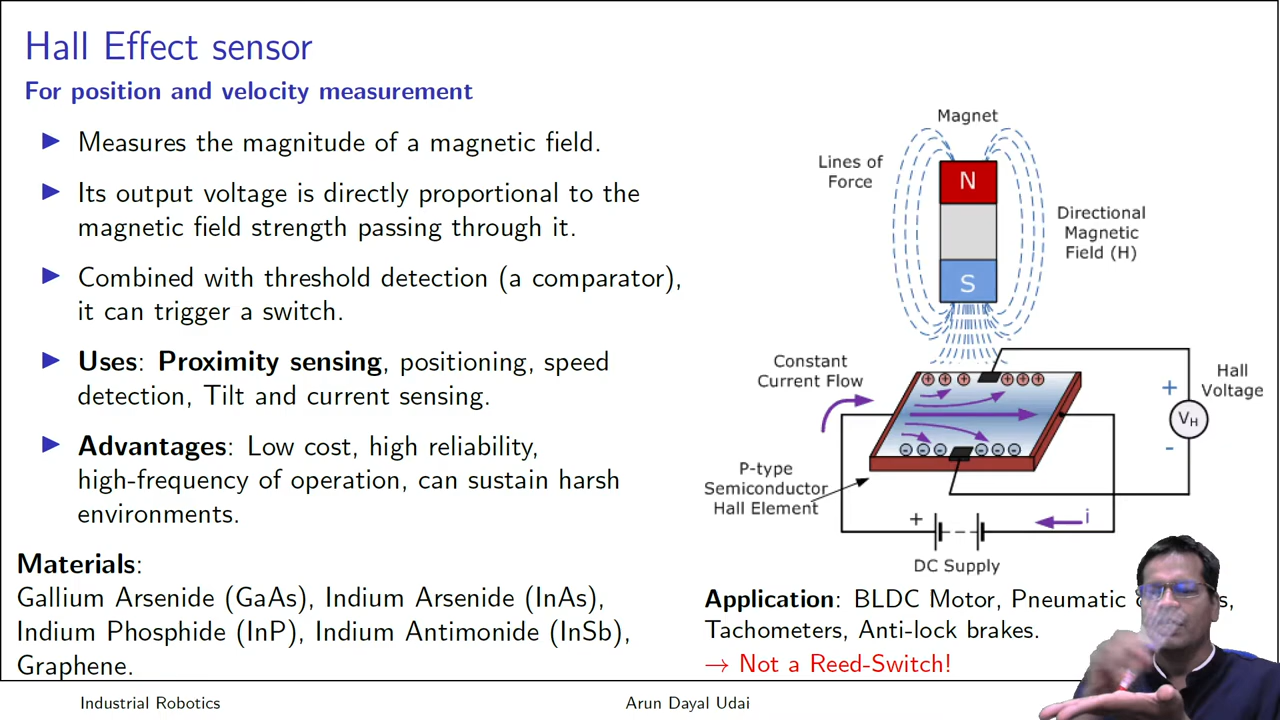 Hall Effect sensor
For position and velocity measurement
▶ Measures the magnitude of a magnetic field.
▶ Its output voltage is directly proportional to the
magnetic field strength passing through it.
▶ Combined with threshold detection (a comparator),
it can trigger a switch.
▶ Uses: Proximity sensing, positioning, speed
detection, Tilt and current sensing.
▶ Advantages: Low cost, high reliability,
high-frequency of operation, can sustain harsh
environments.
Materials:
Gallium Arsenide (GaAs), Indium Arsenide (InAs),
Indium Phosphide (InP), Indium Antimonide (InSb),
Graphene.
Magnet
Lines of
Force
N
S
Directional
Magnetic
Field (H)
Constant
Current Flow
Hall
Voltage
+
VH
-
P-type
Semiconductor
Hall Element
+
i
DC Supply
Application: BLDC Motor, Pneumatic
Tachometers, Anti-lock brakes.
→ Not a Reed-Switch!
Industrial Robotics
Arun Dayal Udai